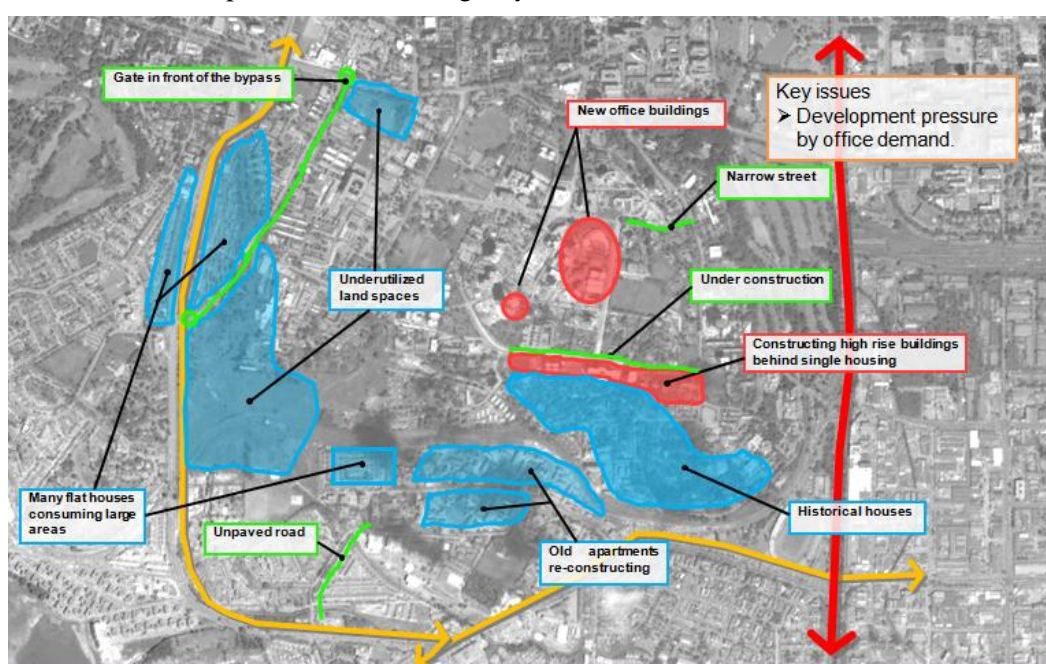 Gate in front of the bypass
Key issues
➢ Development pressure
by office demand.
New office buildings
Narrow street
Underutilized
land spaces
Under construction
Constructing high rise buildings
behind single housing
Many flat houses
consuming large
areas
Historical houses
Unpaved road
Old apartments
re-constructing